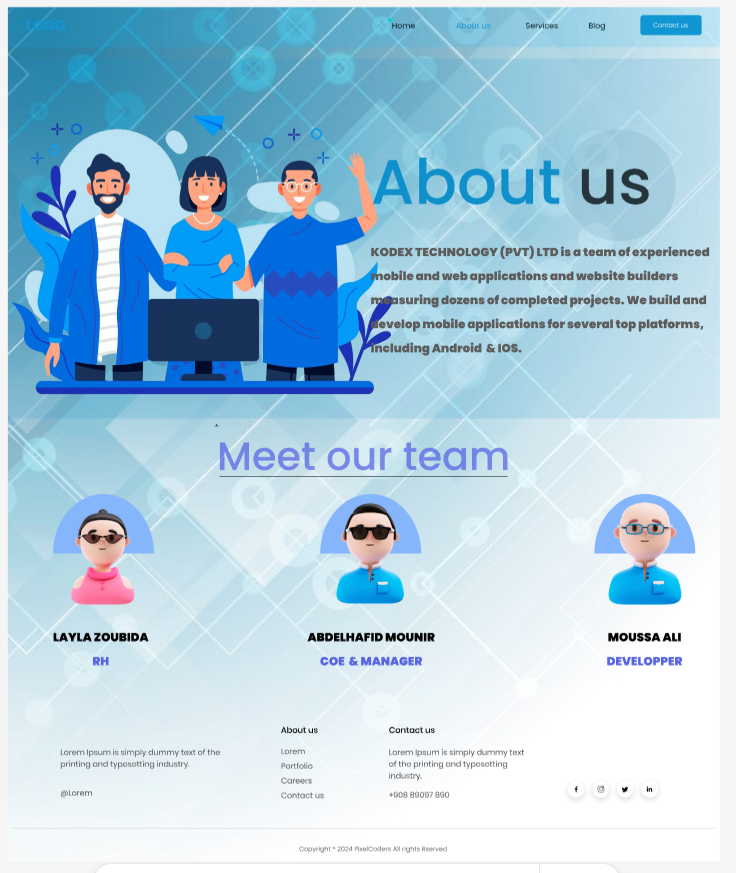 LOGO
Home
About us
Services
Blog
Contact us
About us
KODEX TECHNOLOGY (PVT) LTD is a team of experienced
mobile and web applications and website builders
measuring dozens of completed projects. We build and
develop mobile applications for several top platforms,
including Android & IOS.
Meet our team
LAYLA ZOUBIDA
RH
ABDELHAFID MOUNIR
COE & MANAGER
MOUSSA ALI
DEVELOPPER
Lorem Ipsum is simply dummy text of the
printing and typesetting industry.
@Lorem
About us
Lorem
Portfolio
Careers
Contact us
Contact us
Lorem Ipsum is simply dummy text
of the printing and typesetting
industry.
+908 89097 890
Copyright ® 2024 PixelCoders All rights Rserved